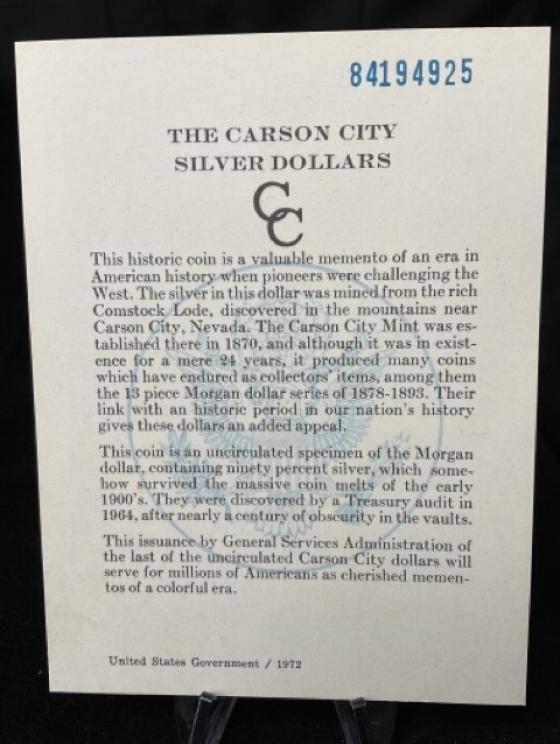 84194925
THE CARSON CITY
SILVER DOLLARS
CC
This historic coin is a valuable memento of an era in
American history when pioneers were challenging the
West. The silver in this dollar was mined from the rich
Comstock Lode, discovered in the mountains near
Carson City, Nevada. The Carson City Mint was es-
tablished there in 1870, and although it was in exist-
ence for a mere 24 years, it produced many coins
which have endured as collectors' items, among them
the 13 piece Morgan dollar series of 1878-1893. Their
link with an historic period in our nation's history
gives these dollars an added appeal.
This coin is an uncirculated specimen of the Morgan
dollar, containing ninety percent silver, which some-
how survived the massive coin melts of the early
1900's. They were discovered by a Treasury audit in
1964, after nearly a century of obscurity in the vaults.
This issuance by General Services Administration of
the last of the uncirculated Carson City dollars will
serve for millions of Americans as cherished memen-
tos of a colorful era.
United States Government / 1972